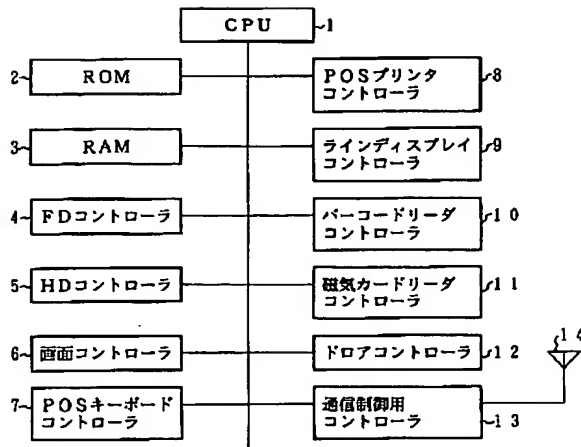 CPU 1
2 ROM
POSプリンタ
コントローラ 8
3 RAM
ラインディスプレイ
コントローラ 9
4 FDコントローラ
バーコードリーダ
コントローラ 10
5 HDコントローラ
磁気カードリーダ
コントローラ 11
6 画面コントローラ
ドロアコントローラ 12
14
7 POSキーボード
コントローラ
通信制御用
コントローラ 13